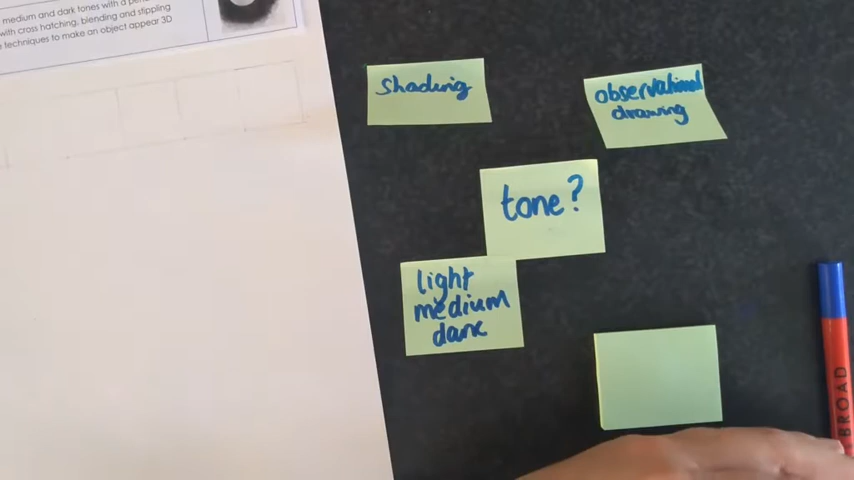 medium and dark tones with a pencil
with cross hatching, blending and stippling
techniques to make an object appear 3D
shading
observational
drawing
tone?
light
medium
dark
BROAD